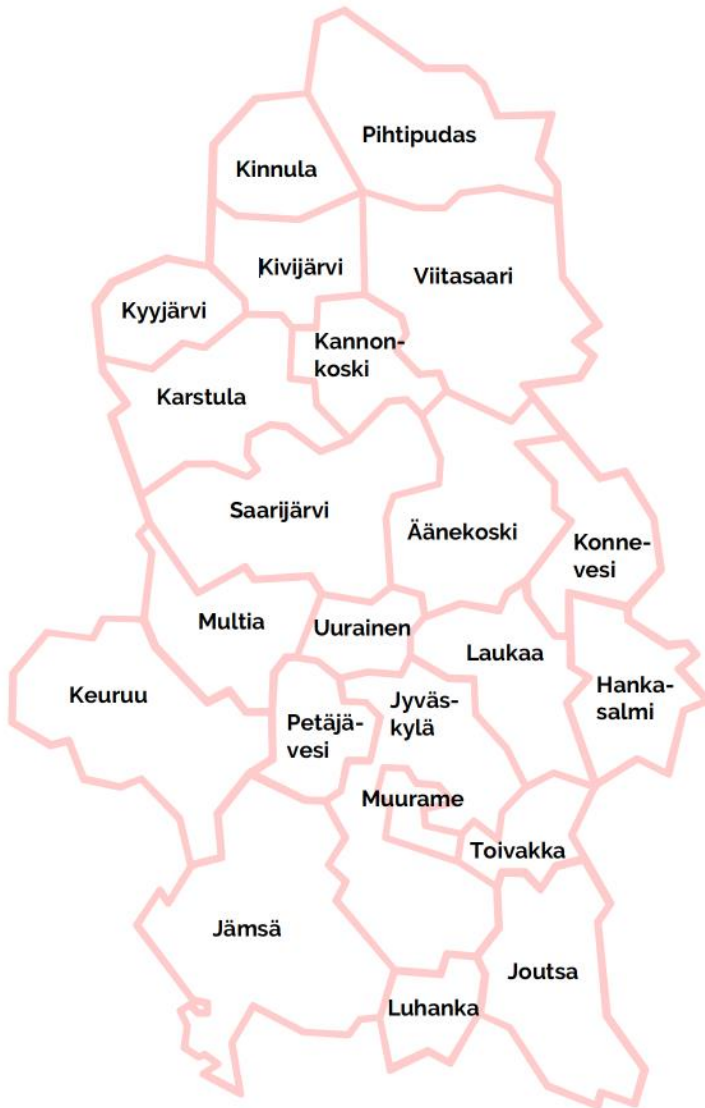 Pihtipudas
Kinnula
Kivijärvi
Viitasaari
Kyyjärvi
Kannon-
koski
Karstula
Saarijärvi
Äänekoski
Konne-
vesi
Multia
Uurainen
Laukaa
Keuruu
Hanka-
salmi
Petäjä-
vesi
Jyväs-
kylä
Muurame
Toivakka
Jämsä
Joutsa
Luhanka